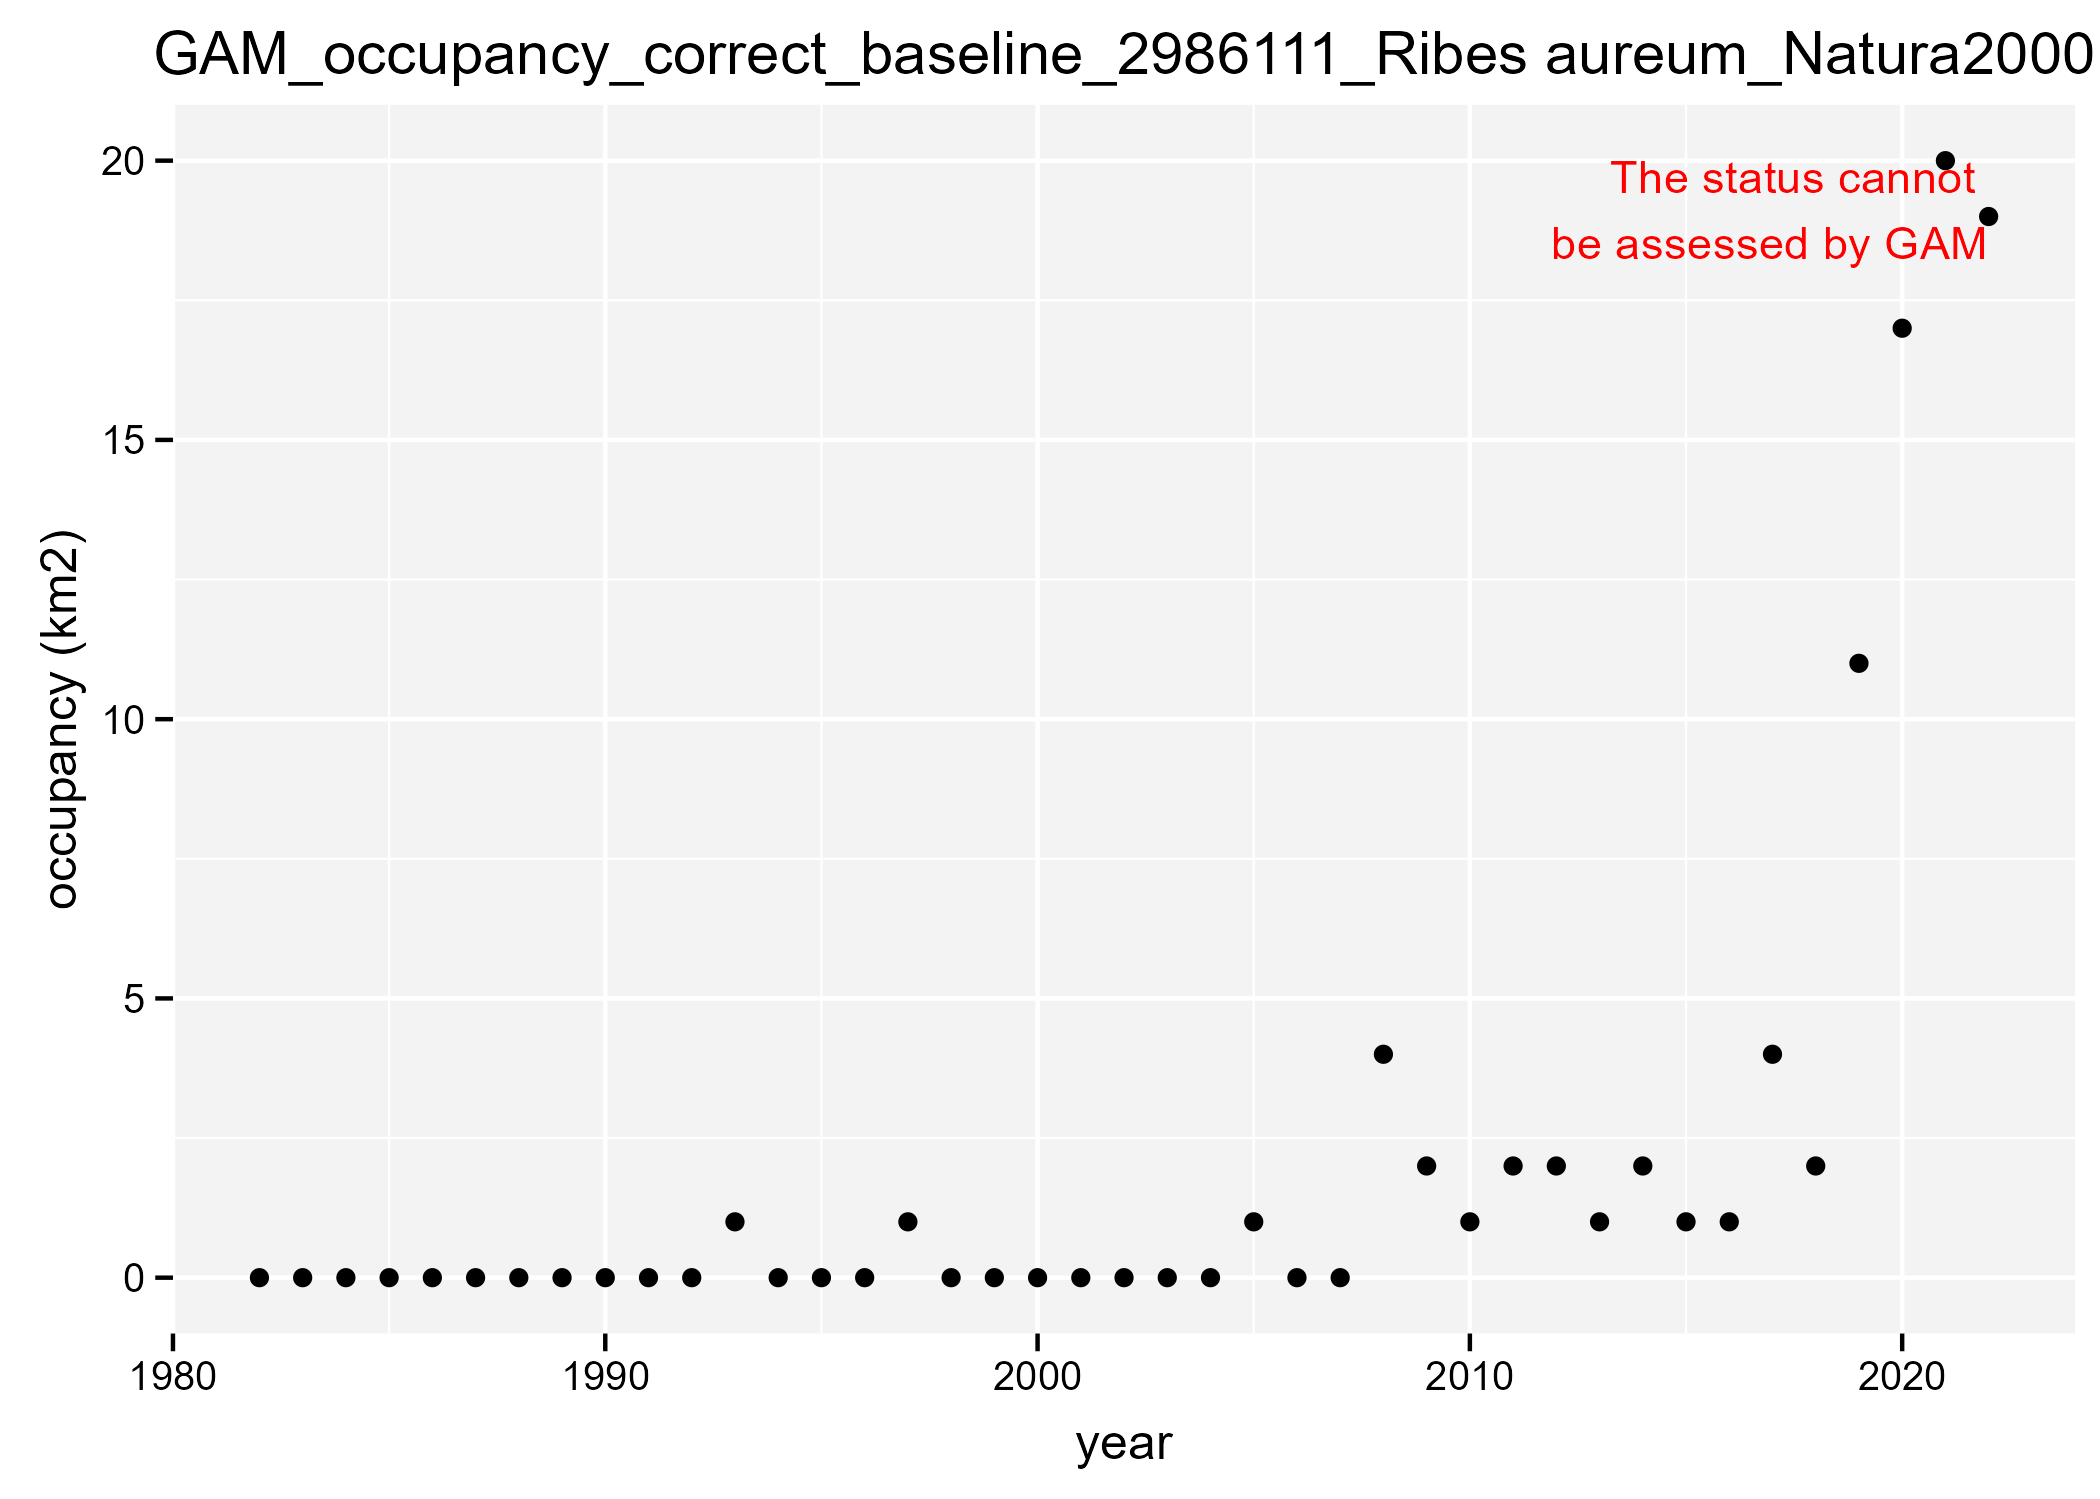 GAM_occupancy_correct_baseline_2986111_Ribes aureum_Natura2000
20
The status cannot
be assessed by GAM
15
occupancy (km2)
10
5
0
1980 1990 2000 2010 2020
year